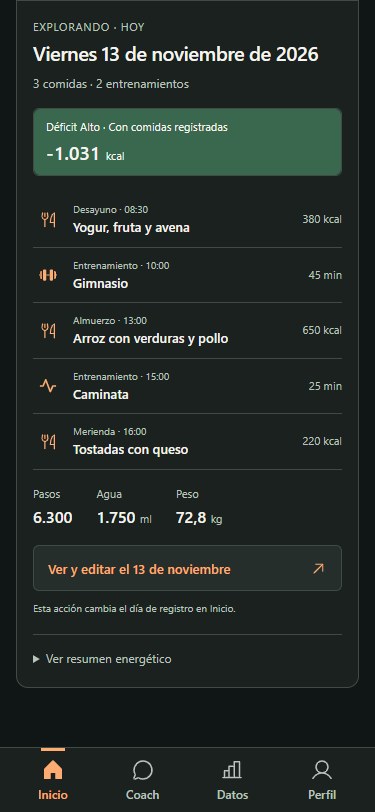 EXPLORANDO · HOY
Viernes 13 de noviembre de 2026
3 comidas · 2 entrenamientos
Déficit Alto · Con comidas registradas
-1.031 kcal
Desayuno · 08:30
Yogur, fruta y avena
380 kcal
Entrenamiento · 10:00
Gimnasio
45 min
Almuerzo · 13:00
Arroz con verduras y pollo
650 kcal
Entrenamiento · 15:00
Caminata
25 min
Merienda · 16:00
Tostadas con queso
220 kcal
Pasos Agua Peso
6.300 1.750 ml 72,8 kg
Ver y editar el 13 de noviembre
Esta acción cambia el día de registro en Inicio.
Ver resumen energético
Inicio Coach Datos Perfil